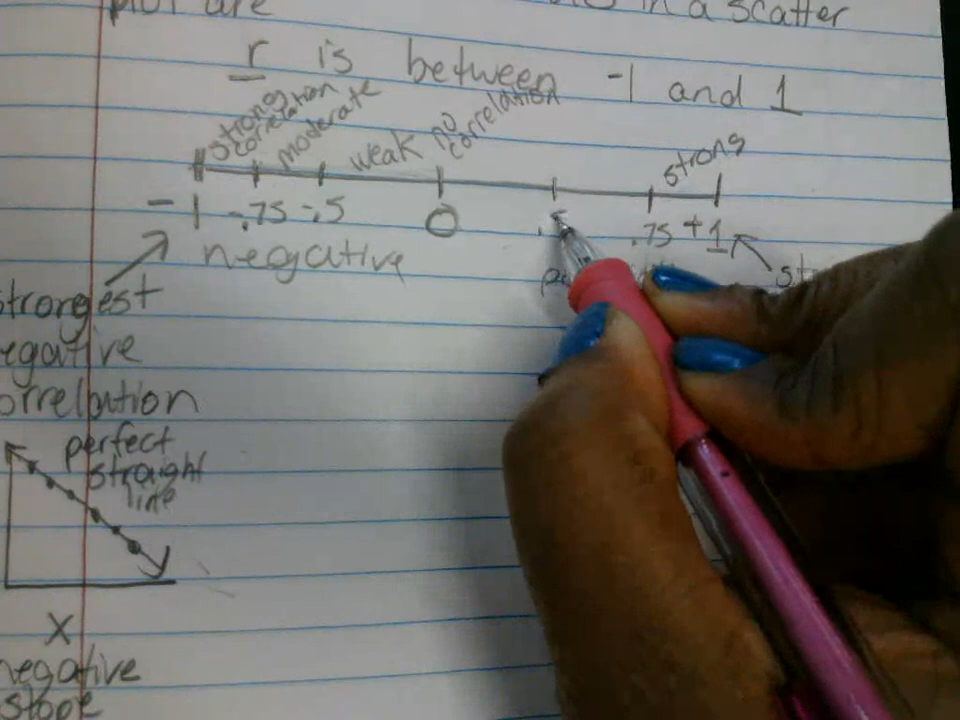 plot are in a scatter
r is between -1 and 1
strong correlation moderate weak no correlation strong
-1 -.75 -.5 0 .5 .75 +1
negative
strongest
negative
correlation
perfect
straight
line
X
negative
slope